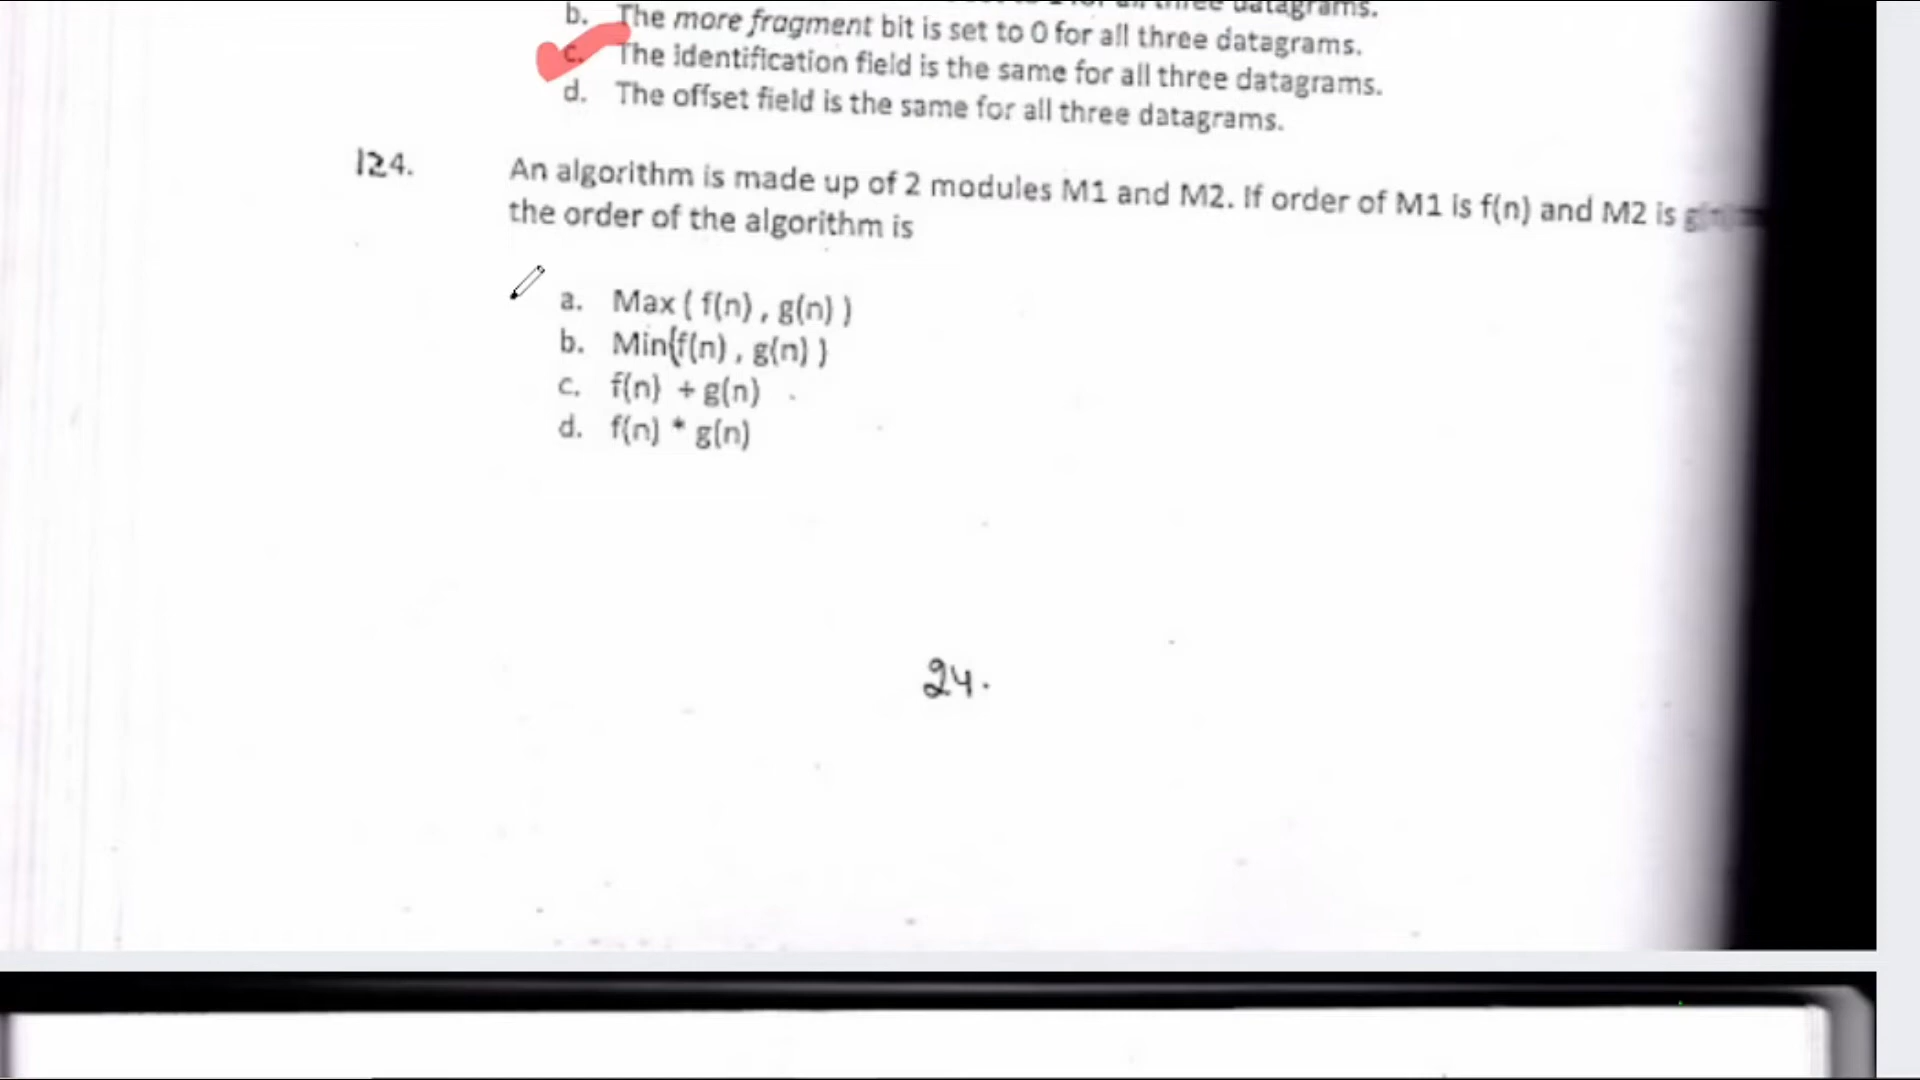 three datagrams.
b. The more fragment bit is set to 0 for all three datagrams.
c. The identification field is the same for all three datagrams.
d. The offset field is the same for all three datagrams.
124. An algorithm is made up of 2 modules M1 and M2. If order of M1 is f(n) and M2 is
the order of the algorithm is
a. Max ( f(n) , g(n) )
b. Min{f(n) , g(n) }
c. f(n) + g(n)
d. f(n) * g(n)
24.